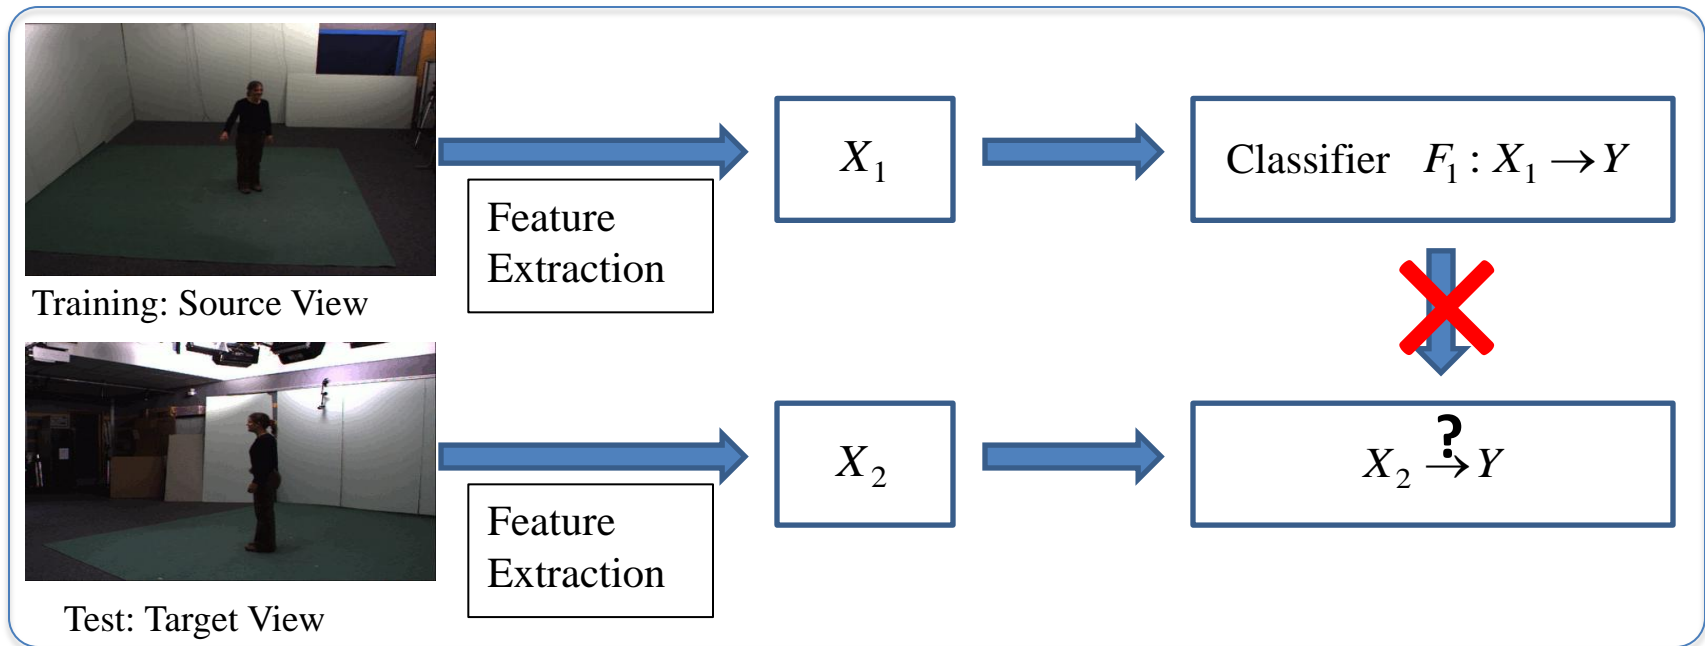 Training: Source View
Feature
Extraction
X₁
Classifier F₁ : X₁ → Y
Test: Target View
Feature
Extraction
X₂
?
X₂ → Y